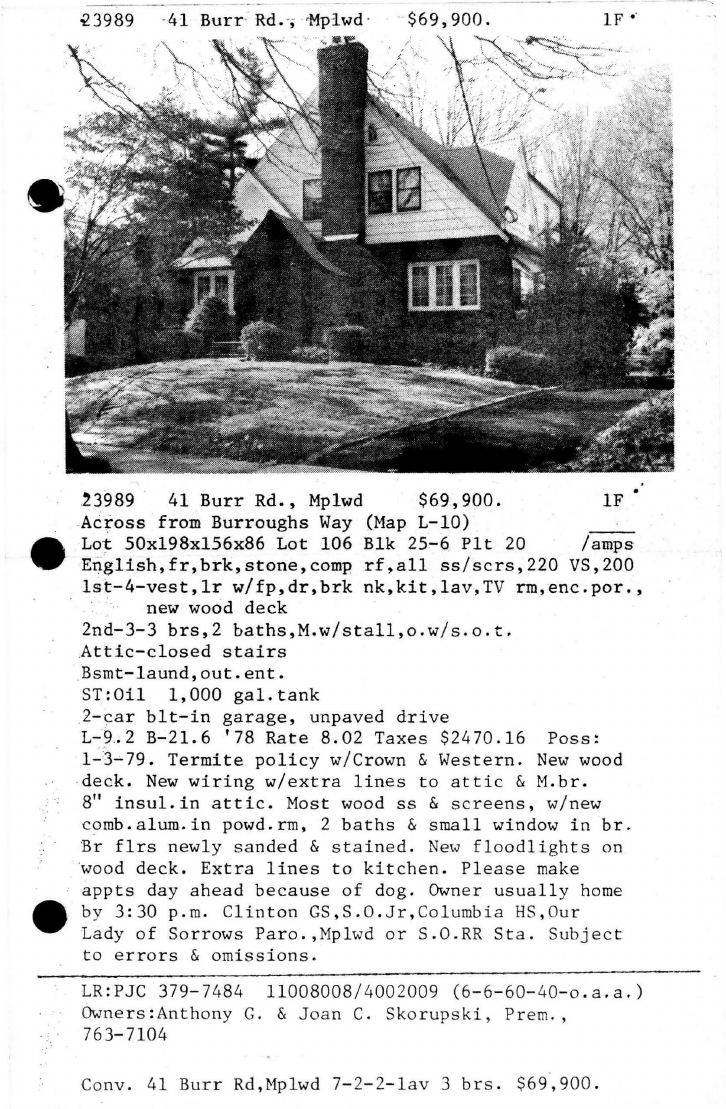 23989 41 Burr Rd., Mplwd $69,900. 1F
23989 41 Burr Rd., Mplwd $69,900. 1F
Across from Burroughs Way (Map L-10)
Lot 50x198x156x86 Lot 106 Blk 25-6 Plt 20 /amps
English,fr,brk,stone,comp rf,all ss/scrs,220 VS,200
1st-4-vest,lr w/fp,dr,brk nk,kit,lav,TV rm,enc.por.,
new wood deck
2nd-3-3 brs,2 baths,M.w/stall,o.w/s.o.t.
Attic-closed stairs
Bsmt-laund,out.ent.
ST:Oil 1,000 gal.tank
2-car blt-in garage, unpaved drive
L-9.2 B-21.6 '78 Rate 8.02 Taxes $2470.16 Poss:
1-3-79. Termite policy w/Crown & Western. New wood
deck. New wiring w/extra lines to attic & M.br.
8" insul.in attic. Most wood ss & screens, w/new
comb.alum.in powd.rm, 2 baths & small window in br.
Br flrs newly sanded & stained. New floodlights on
wood deck. Extra lines to kitchen. Please make
appts day ahead because of dog. Owner usually home
by 3:30 p.m. Clinton GS,S.O.Jr,Columbia HS,Our
Lady of Sorrows Paro.,Mplwd or S.O.RR Sta. Subject
to errors & omissions.
LR:PJC 379-7484 11008008/4002009 (6-6-60-40-o.a.a.)
Owners:Anthony G. & Joan C. Skorupski, Prem.,
763-7104
Conv. 41 Burr Rd,Mplwd 7-2-2-lav 3 brs. $69,900.